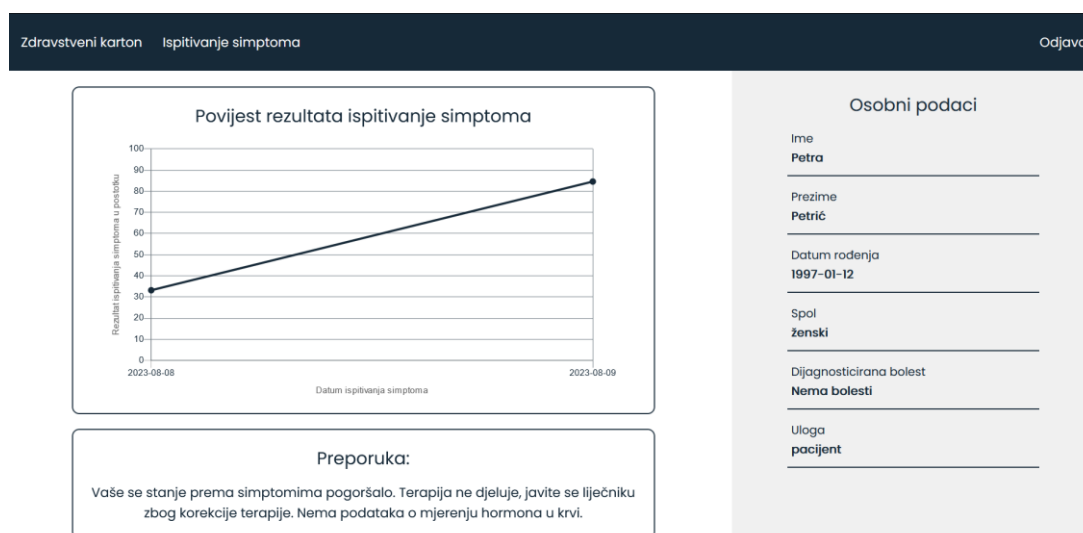 Zdravstveni karton Ispitivanje simptoma Odjava
Povijest rezultata ispitivanje simptoma
100
90
80
70
60
50
40
30
20
10
0
Rezultat ispitivanja simptoma u postotku
2023-08-08 2023-08-09
Datum ispitivanja simptoma
Preporuka:
Vaše se stanje prema simptomima pogoršalo. Terapija ne djeluje, javite se liječniku
zbog korekcije terapije. Nema podataka o mjerenju hormona u krvi.
Osobni podaci
Ime
Petra
Prezime
Petrić
Datum rođenja
1997-01-12
Spol
ženski
Dijagnosticirana bolest
Nema bolesti
Uloga
pacijent